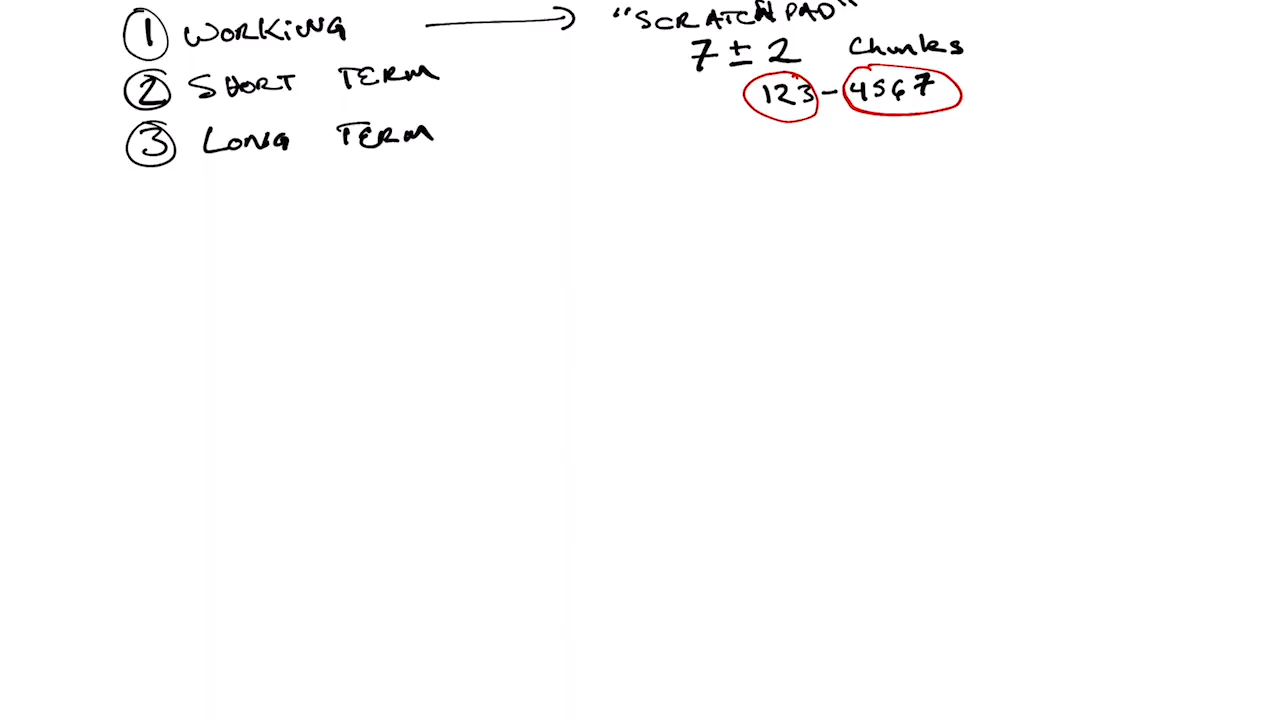 ① WORKING → "SCRATCH PAD"
7 ± 2 Chunks
② SHORT TERM
123 - 4567
③ LONG TERM